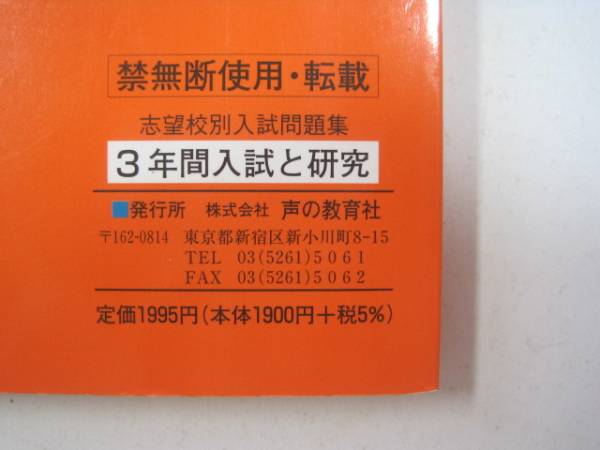 禁無断使用・転載
志望校別入試問題集
3年間入試と研究
■発行所 株式会社 声の教育社
〒162-0814 東京都新宿区新小川町8-15
TEL 03(5261)5061
FAX 03(5261)5062
定価1995円(本体1900円+税5%)